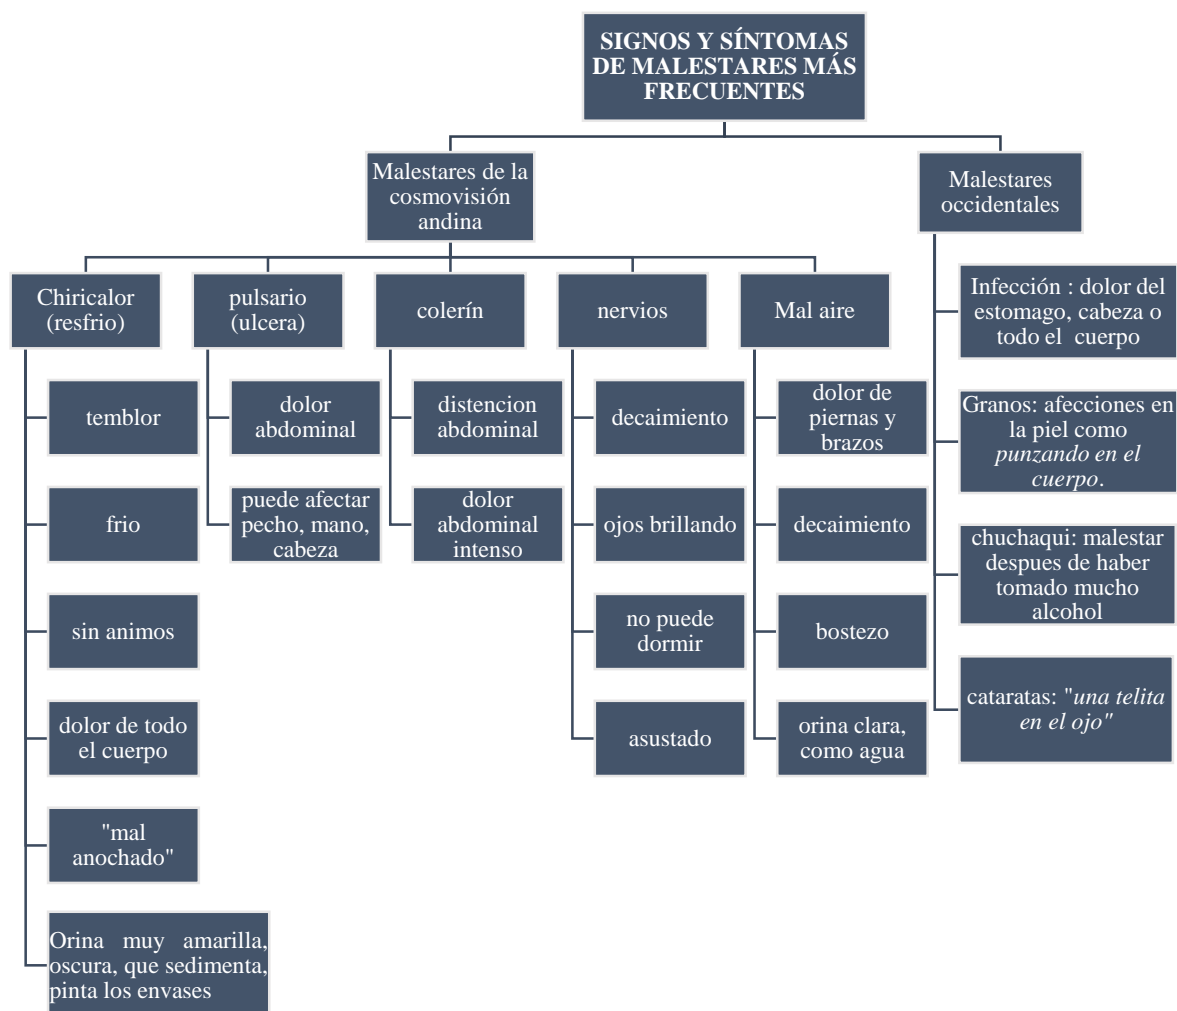 SIGNOS Y SÍNTOMAS
DE MALESTARES MÁS
FRECUENTES
Malestares de la
cosmovisión
andina
Chiricalor
(resfrio)
temblor
frio
sin animos
dolor de todo
el cuerpo
"mal
anochado"
Orina muy amarilla,
oscura, que sedimenta,
pinta los envases
pulsario
(ulcera)
dolor
abdominal
puede afectar
pecho, mano,
cabeza
colerín
distencion
abdominal
dolor
abdominal
intenso
nervios
decaimiento
ojos brillando
no puede
dormir
asustado
Mal aire
dolor de
piernas y
brazos
decaimiento
bostezo
orina clara,
como agua
Malestares
occidentales
Infección : dolor del
estomago, cabeza o
todo el cuerpo
Granos: afecciones en
la piel como
punzando en el
cuerpo.
chuchaqui: malestar
despues de haber
tomado mucho
alcohol
cataratas: "una telita
en el ojo"